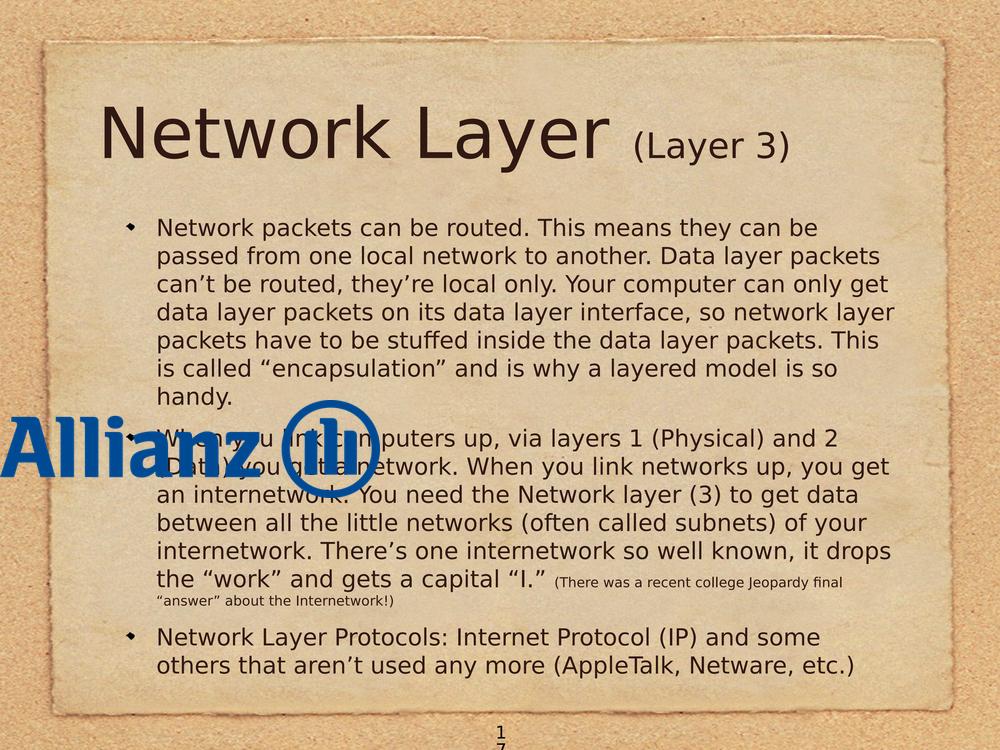 Network Layer (Layer 3)
• Network packets can be routed. This means they can be
passed from one local network to another. Data layer packets
can’t be routed, they’re local only. Your computer can only get
data layer packets on its data layer interface, so network layer
packets have to be stuffed inside the data layer packets. This
is called “encapsulation” and is why a layered model is so
handy.
Allianz
• When you link computers up, via layers 1 (Physical) and 2
(Data) you get a network. When you link networks up, you get
an internetwork. You need the Network layer (3) to get data
between all the little networks (often called subnets) of your
internetwork. There’s one internetwork so well known, it drops
the “work” and gets a capital “I.” (There was a recent college Jeopardy final
“answer” about the Internetwork!)
• Network Layer Protocols: Internet Protocol (IP) and some
others that aren’t used any more (AppleTalk, Netware, etc.)
1
7